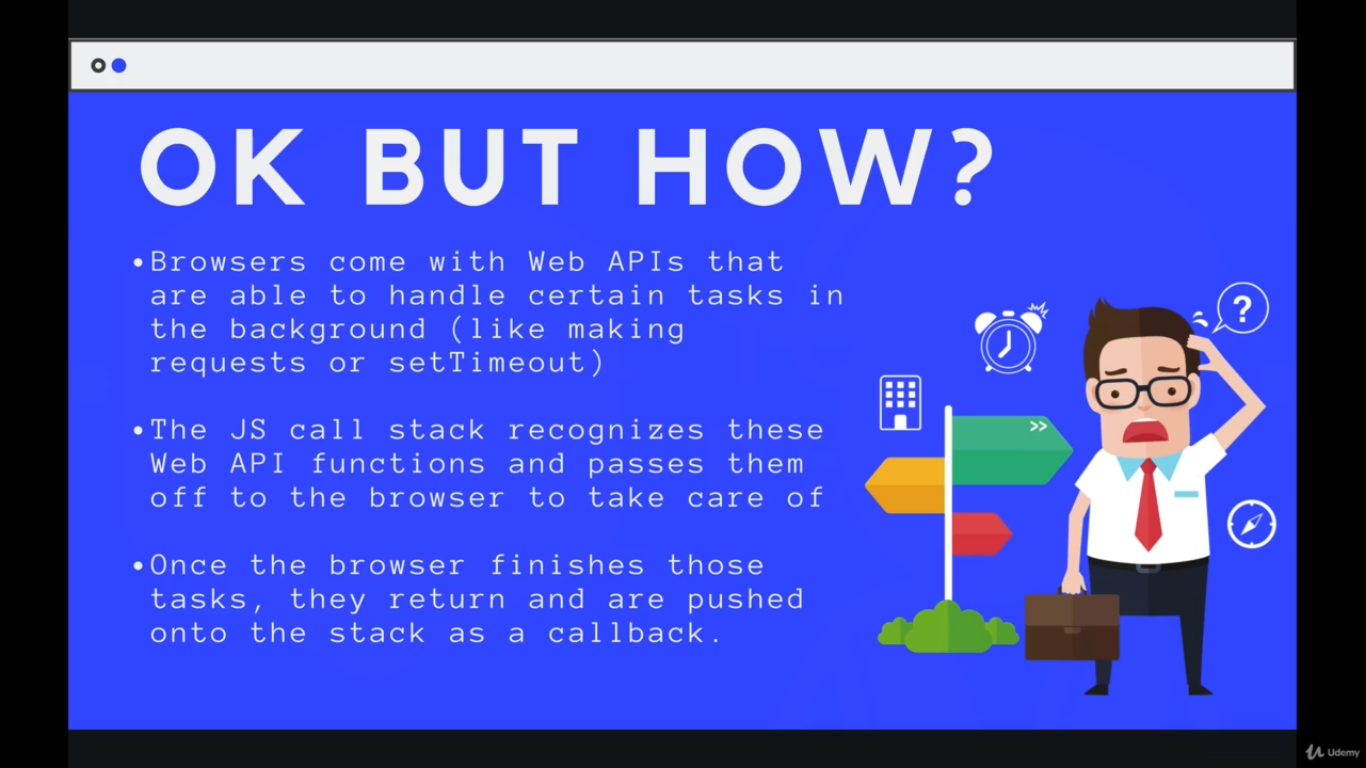 OK BUT HOW?
•Browsers come with Web APIs that
are able to handle certain tasks in
the background (like making
requests or setTimeout)
•The JS call stack recognizes these
Web API functions and passes them
off to the browser to take care of
•Once the browser finishes those
tasks, they return and are pushed
onto the stack as a callback.
?
>>
Udemy